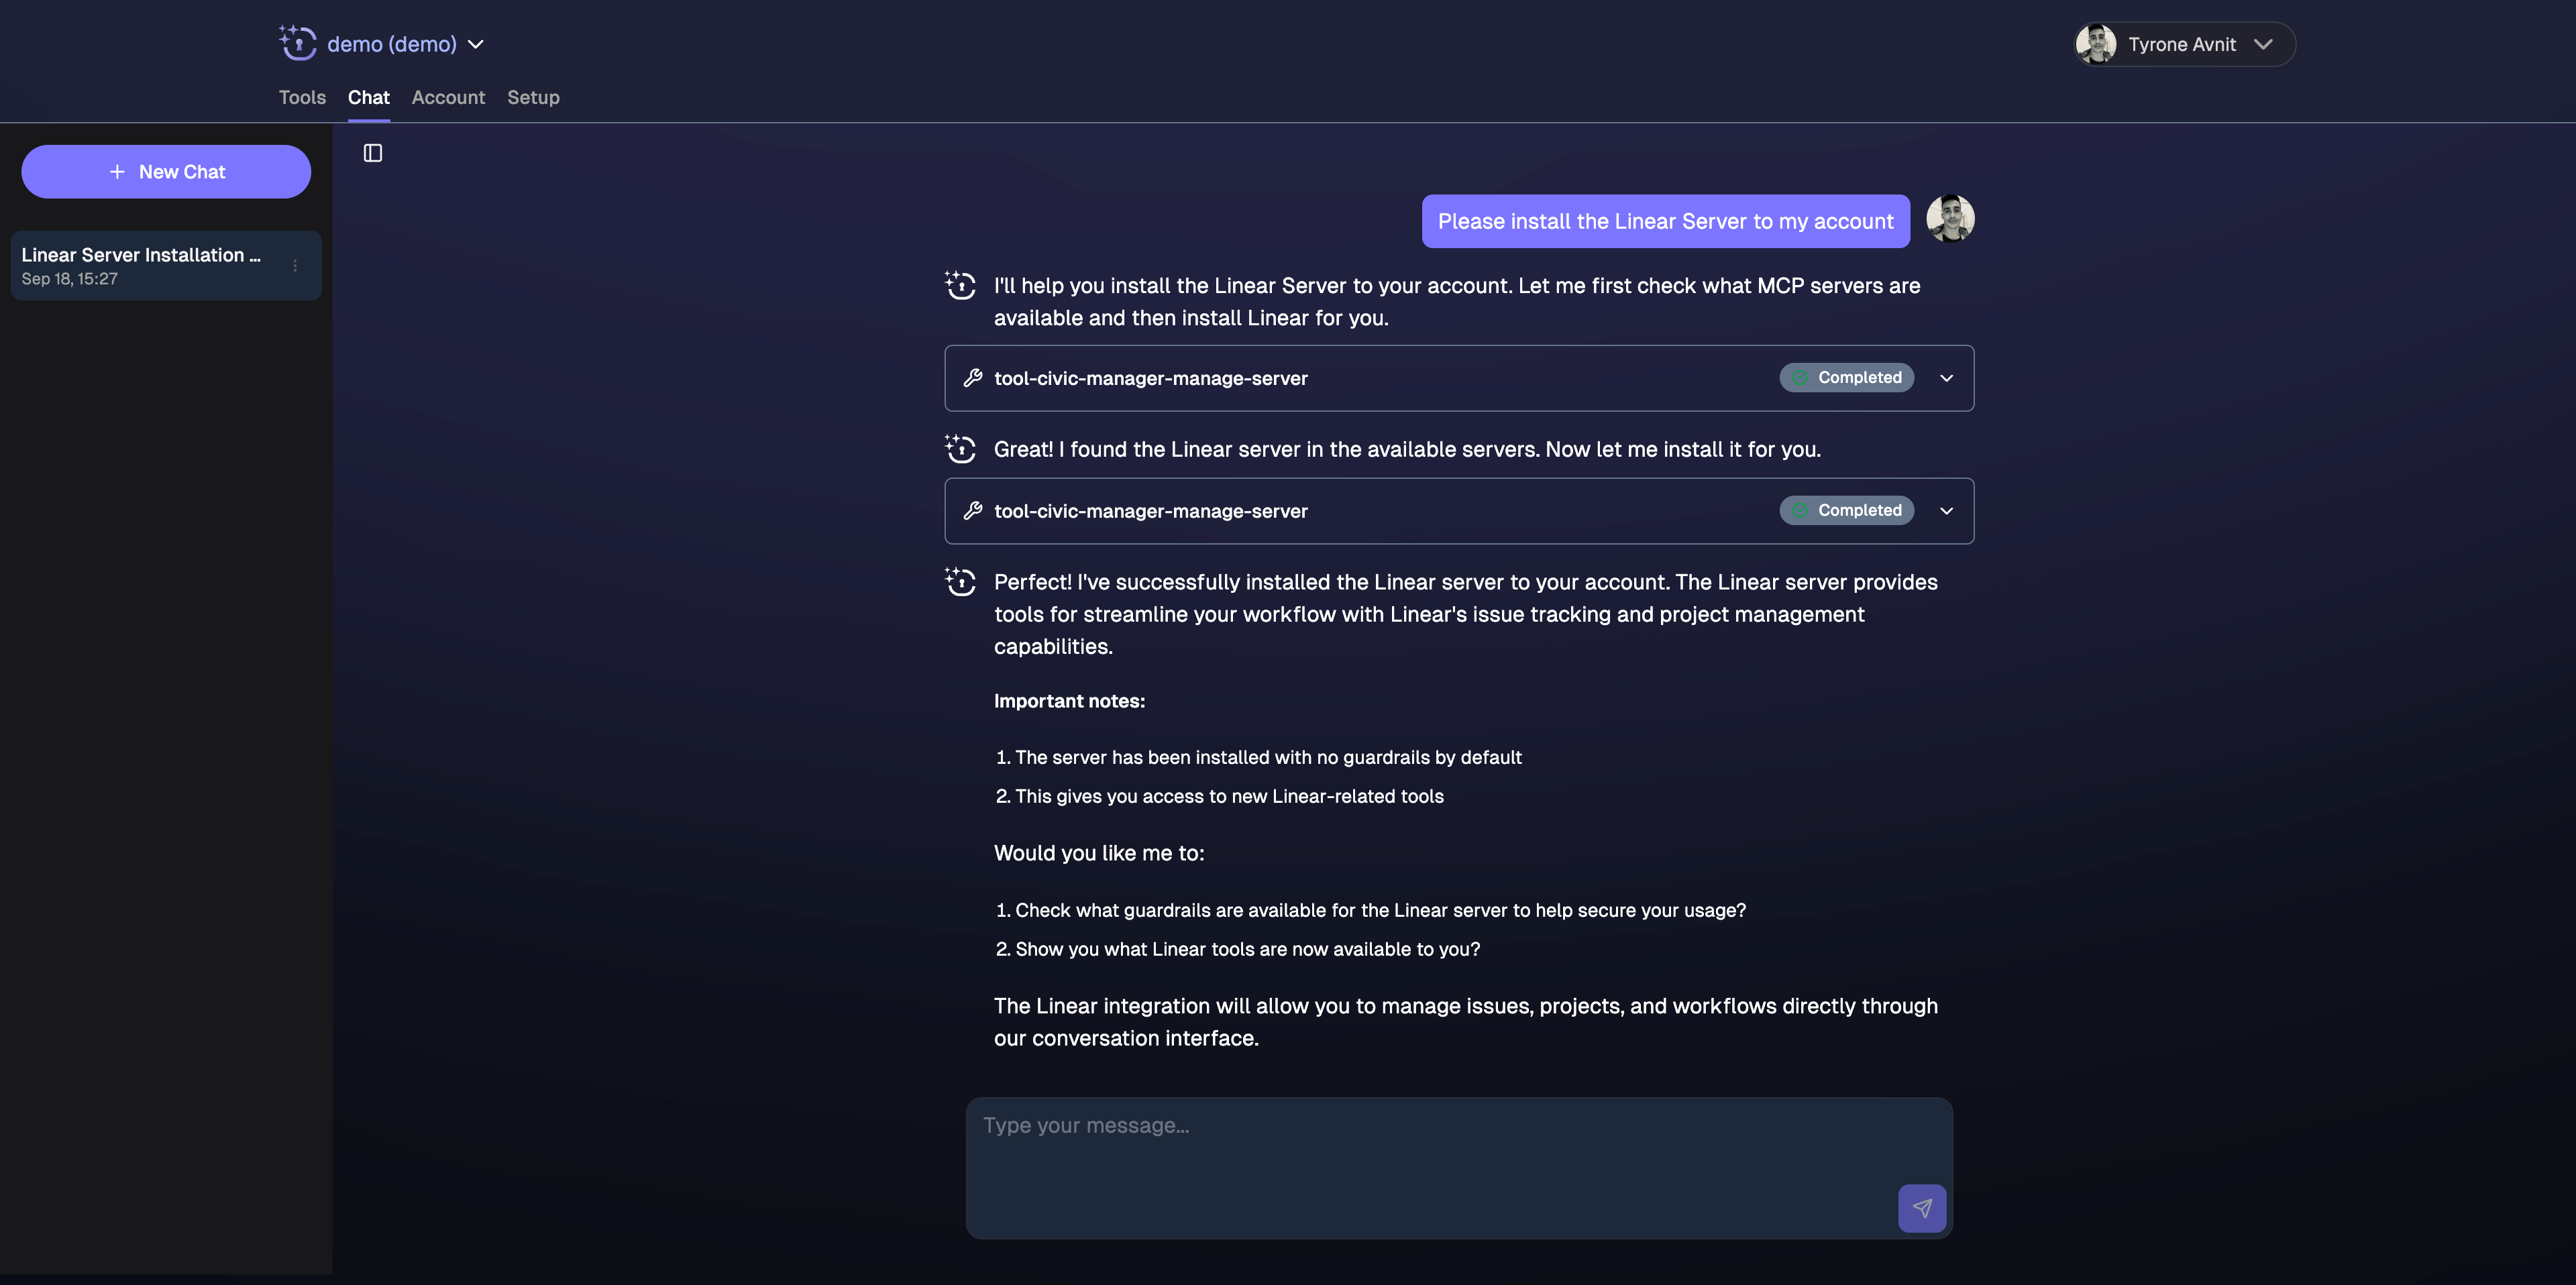 demo (demo)
Tyrone Avnit
Tools
Chat
Account
Setup
New Chat
Linear Server Installation ...
Sep 18, 15:27
Please install the Linear Server to my account
I'll help you install the Linear Server to your account. Let me first check what MCP servers are
available and then install Linear for you.
tool-civic-manager-manage-server
Completed
Great! I found the Linear server in the available servers. Now let me install it for you.
tool-civic-manager-manage-server
Completed
Perfect! I've successfully installed the Linear server to your account. The Linear server provides
tools for streamline your workflow with Linear's issue tracking and project management
capabilities.
Important notes:
1. The server has been installed with no guardrails by default
2. This gives you access to new Linear-related tools
Would you like me to:
1. Check what guardrails are available for the Linear server to help secure your usage?
2. Show you what Linear tools are now available to you?
The Linear integration will allow you to manage issues, projects, and workflows directly through
our conversation interface.
Type your message...